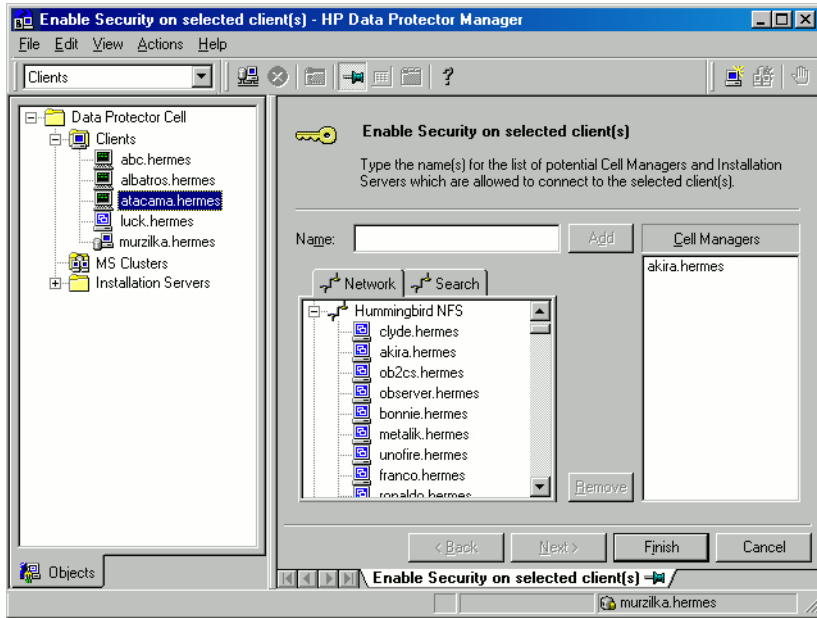 Enable Security on selected client(s) - HP Data Protector Manager
File Edit View Actions Help
Clients
?
Data Protector Cell
Clients
abc.hermes
albatros.hermes
atacama.hermes
luck.hermes
murzilka.hermes
MS Clusters
Installation Servers
Objects
Enable Security on selected client(s)
Type the name(s) for the list of potential Cell Managers and Installation
Servers which are allowed to connect to the selected client(s).
Name:
Add
Cell Managers
akira.hermes
Network Search
Hummingbird NFS
clyde.hermes
akira.hermes
ob2cs.hermes
observer.hermes
bonnie.hermes
metalik.hermes
unofire.hermes
franco.hermes
ronaldo.hermes
Remove
< Back Next > Finish Cancel
Enable Security on selected client(s)
murzilka.hermes